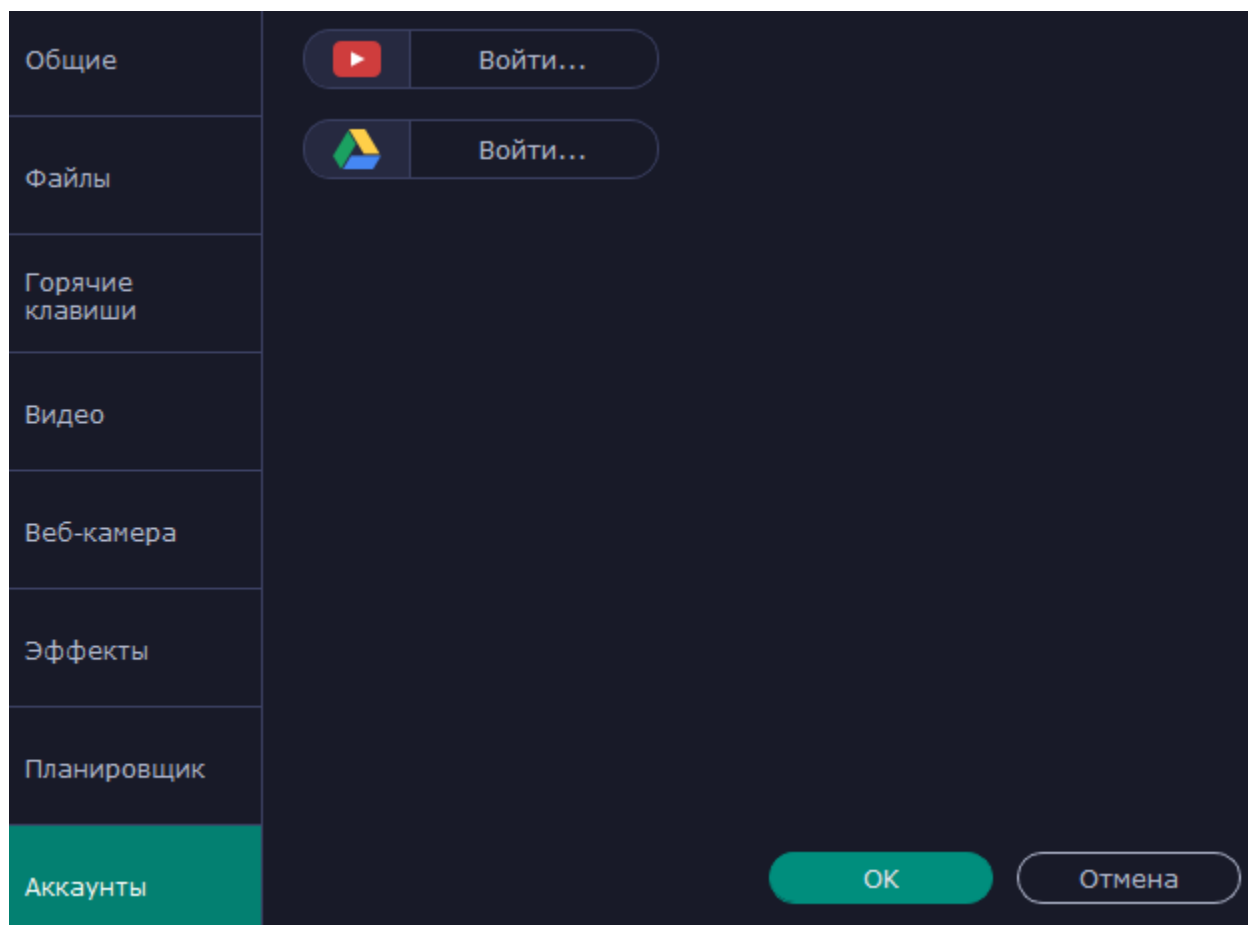 Общие
Файлы
Горячие
клавиши
Видео
Веб-камера
Эффекты
Планировщик
Аккаунты
Войти...
Войти...
OK
Отмена